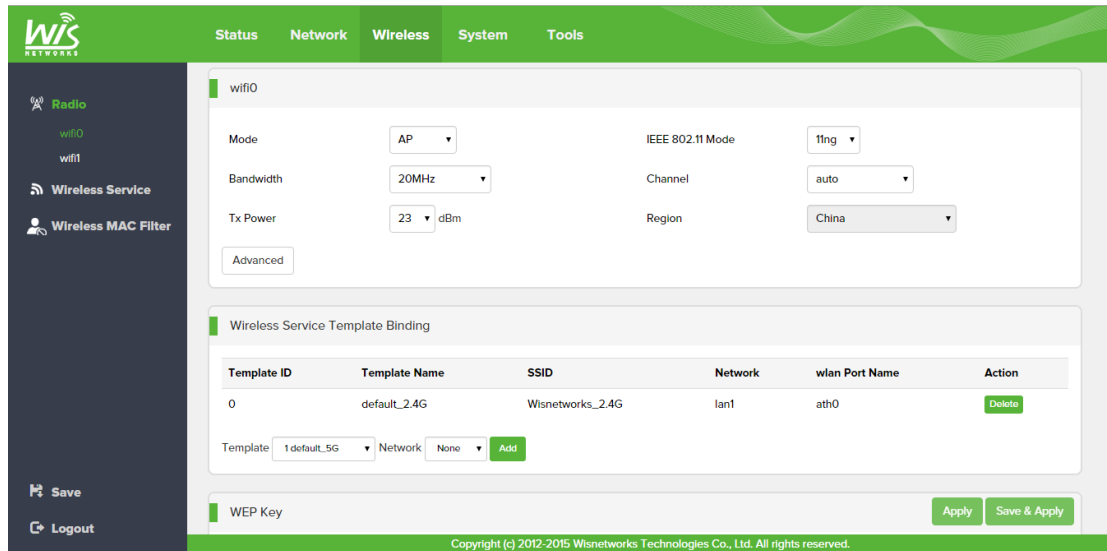 WiS
NETWORKS
Status Network Wireless System Tools
Radio
wifi0
wifi1
Wireless Service
Wireless MAC Filter
Save
Logout
wifi0
Mode AP IEEE 802.11 Mode 11ng
Bandwidth 20MHz Channel auto
Tx Power 23 dBm Region China
Advanced
Wireless Service Template Binding
Template ID Template Name SSID Network wlan Port Name Action
0 default_2.4G Wisnetworks_2.4G lan1 ath0 Delete
Template 1 default_5G Network None Add
WEP Key Apply Save & Apply
Copyright (c) 2012-2015 Wisnetworks Technologies Co., Ltd. All rights reserved.